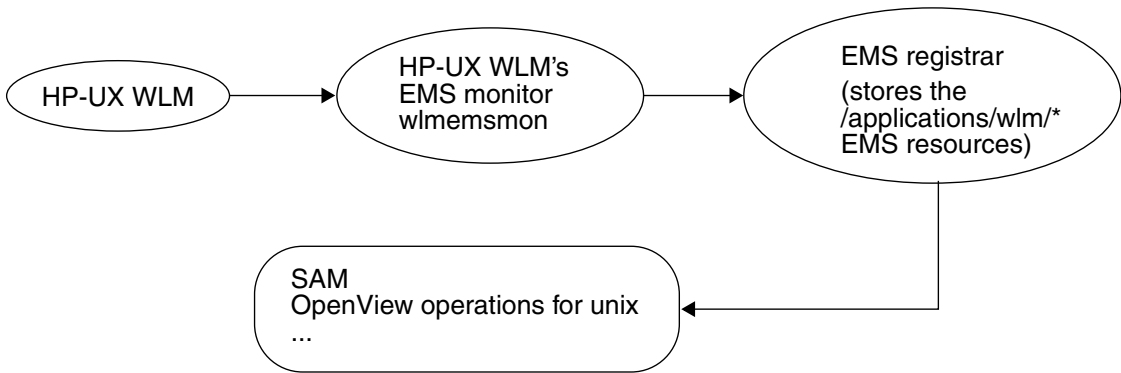 HP-UX WLM
HP-UX WLM's
EMS monitor
wlmemsmon
EMS registrar
(stores the
/applications/wlm/*
EMS resources)
SAM
OpenView operations for unix
...